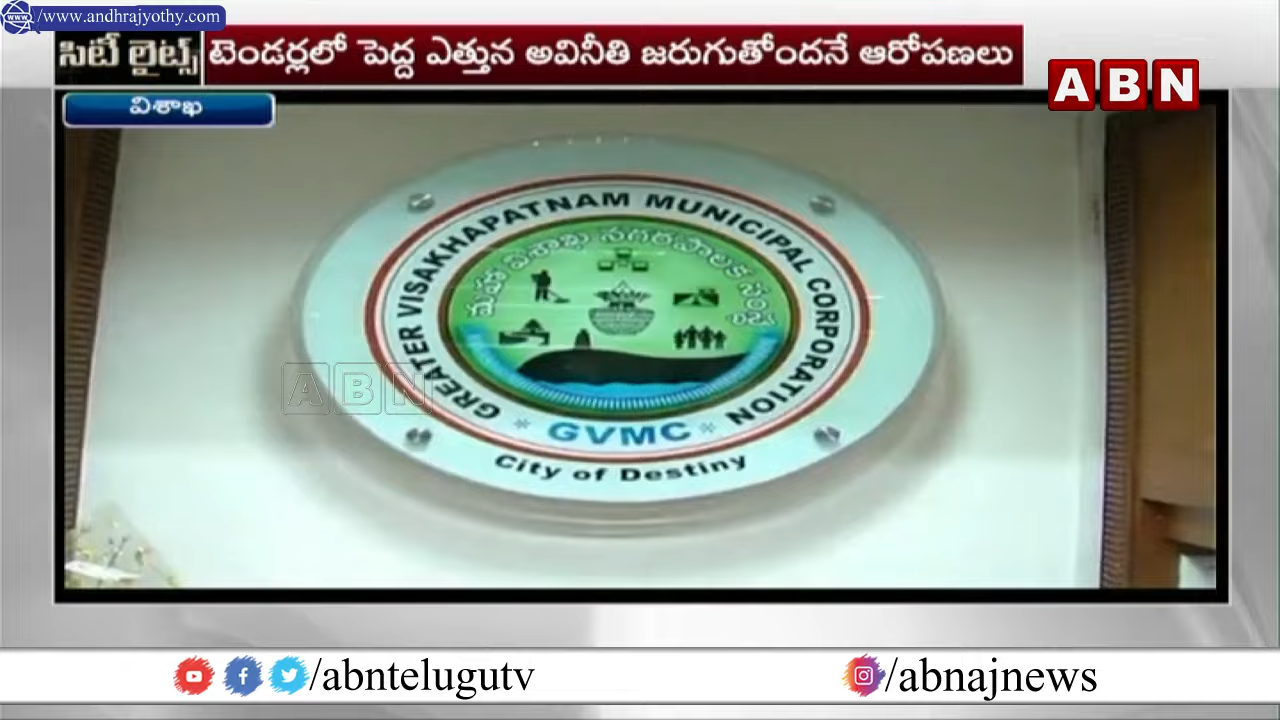 ://www.andhrajyothy.com/
సిటీ లైట్స్ టెండర్లలో పెద్ద ఎత్తున అవినీతి జరుగుతోందనే ఆరోపణలు
ABN
విశాఖ
GREATER VISAKHAPATNAM MUNICIPAL CORPORATION
మహా విశాఖ నగరపాలక సంస్థ
ABN
* GVMC *
City of Destiny
/abntelugutv
/abnajnews